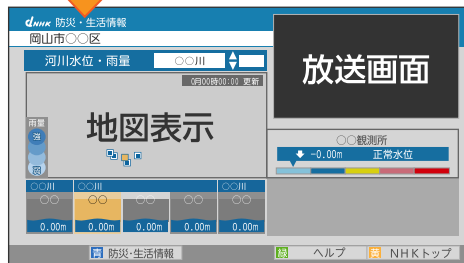 dNHK 防災・生活情報
岡山市○○区
河川水位・雨量 ○○川
0月00日00時00:00 更新
地図表示
雨量
強
弱
放送画面
○○観測所
-0.00m 正常水位
○○川 ○○川 ○○川
○○ ○○ ○○ ○○ ○○
0.00m 0.00m 0.00m 0.00m 0.00m
青 防災・生活情報 緑 ヘルプ 黄 NHKトップ